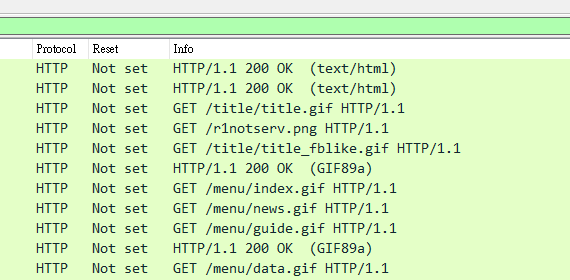 Protocol Reset Info
HTTP Not set HTTP/1.1 200 OK (text/html)
HTTP Not set HTTP/1.1 200 OK (text/html)
HTTP Not set GET /title/title.gif HTTP/1.1
HTTP Not set GET /r1notserv.png HTTP/1.1
HTTP Not set GET /title/title_fblike.gif HTTP/1.1
HTTP Not set HTTP/1.1 200 OK (GIF89a)
HTTP Not set GET /menu/index.gif HTTP/1.1
HTTP Not set GET /menu/news.gif HTTP/1.1
HTTP Not set GET /menu/guide.gif HTTP/1.1
HTTP Not set HTTP/1.1 200 OK (GIF89a)
HTTP Not set GET /menu/data.gif HTTP/1.1